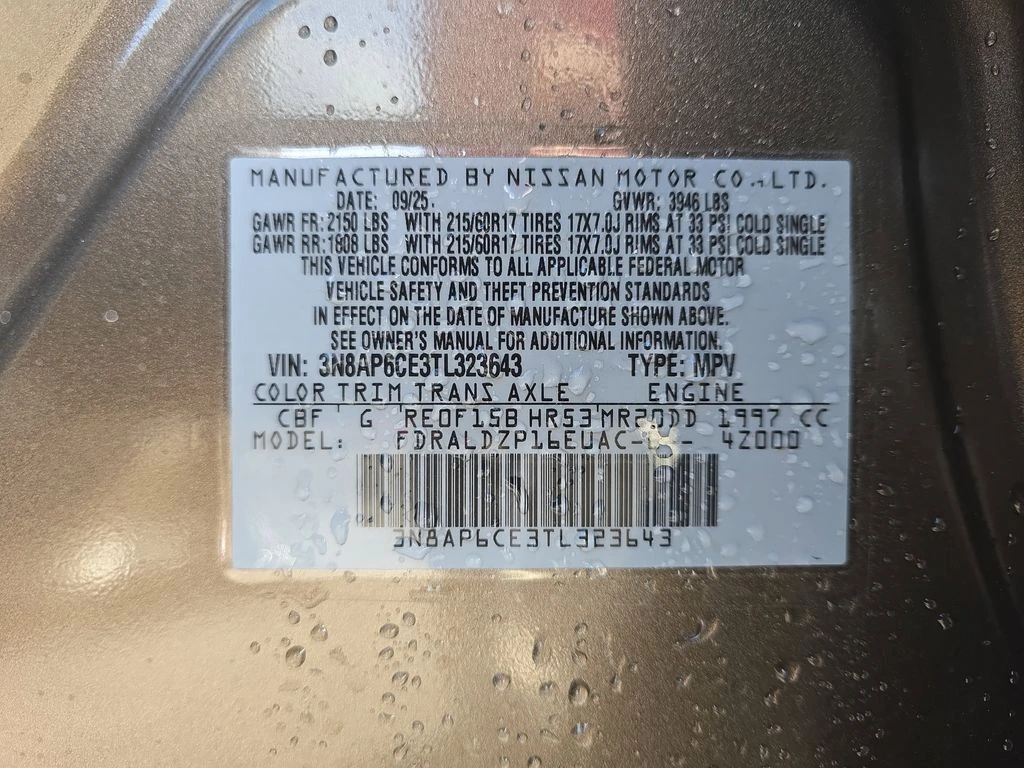 MANUFACTURED BY NISSAN MOTOR CO.,LTD.
DATE: 09/25. GVWR: 3946 LBS
GAWR FR: 2150 LBS WITH 215/60R17 TIRES 17X7.0J RIMS AT 33 PSI COLD SINGLE
GAWR RR: 1808 LBS WITH 215/60R17 TIRES 17X7.0J RIMS AT 33 PSI COLD SINGLE
THIS VEHICLE CONFORMS TO ALL APPLICABLE FEDERAL MOTOR
VEHICLE SAFETY AND THEFT PREVENTION STANDARDS
IN EFFECT ON THE DATE OF MANUFACTURE SHOWN ABOVE.
SEE OWNER'S MANUAL FOR ADDITIONAL INFORMATION.
VIN: 3N8AP6CE3TL323643 TYPE: MPV
COLOR TRIM TRANS AXLE ENGINE
CBF G RE0F15B HR53 MR20DD 1997 CC
MODEL: FDRALDZP16EUAC- - 4Z000
3N8AP6CE3TL323643